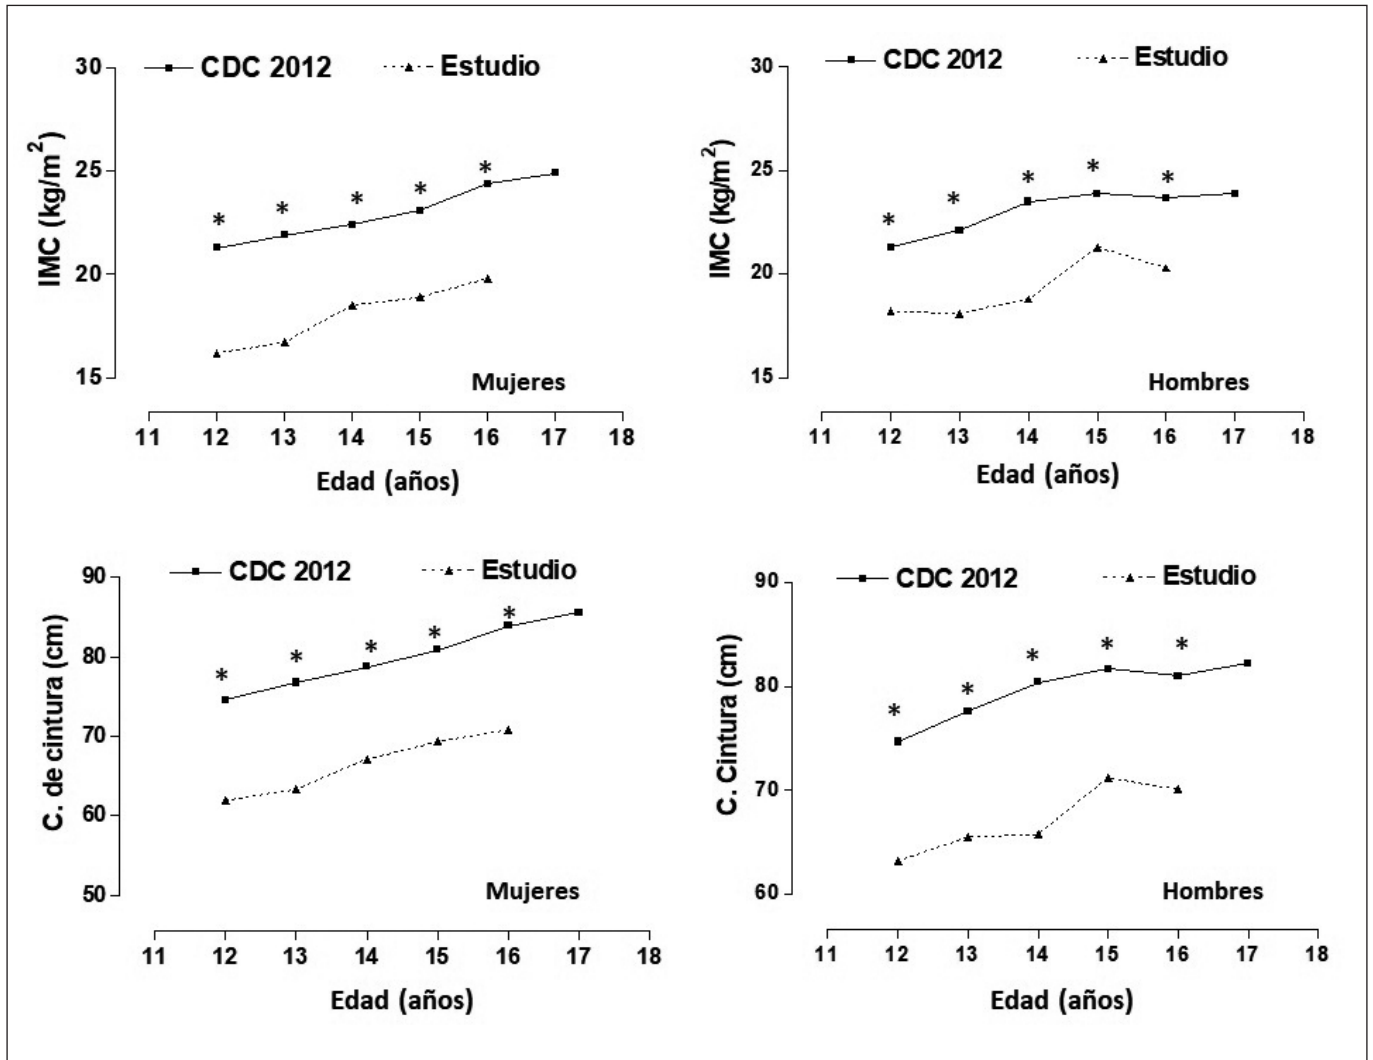 CDC 2012 Estudio
IMC (kg/m²)
30
25
20
15
* * * * *
Mujeres
11 12 13 14 15 16 17 18
Edad (años)
CDC 2012 Estudio
IMC (kg/m²)
30
25
20
15
* * * * *
Hombres
11 12 13 14 15 16 17 18
Edad (años)
CDC 2012 Estudio
C. de cintura (cm)
90
80
70
60
50
* * * * *
Mujeres
11 12 13 14 15 16 17 18
Edad (años)
CDC 2012 Estudio
C. Cintura (cm)
90
80
70
60
* * * * *
Hombres
11 12 13 14 15 16 17 18
Edad (años)